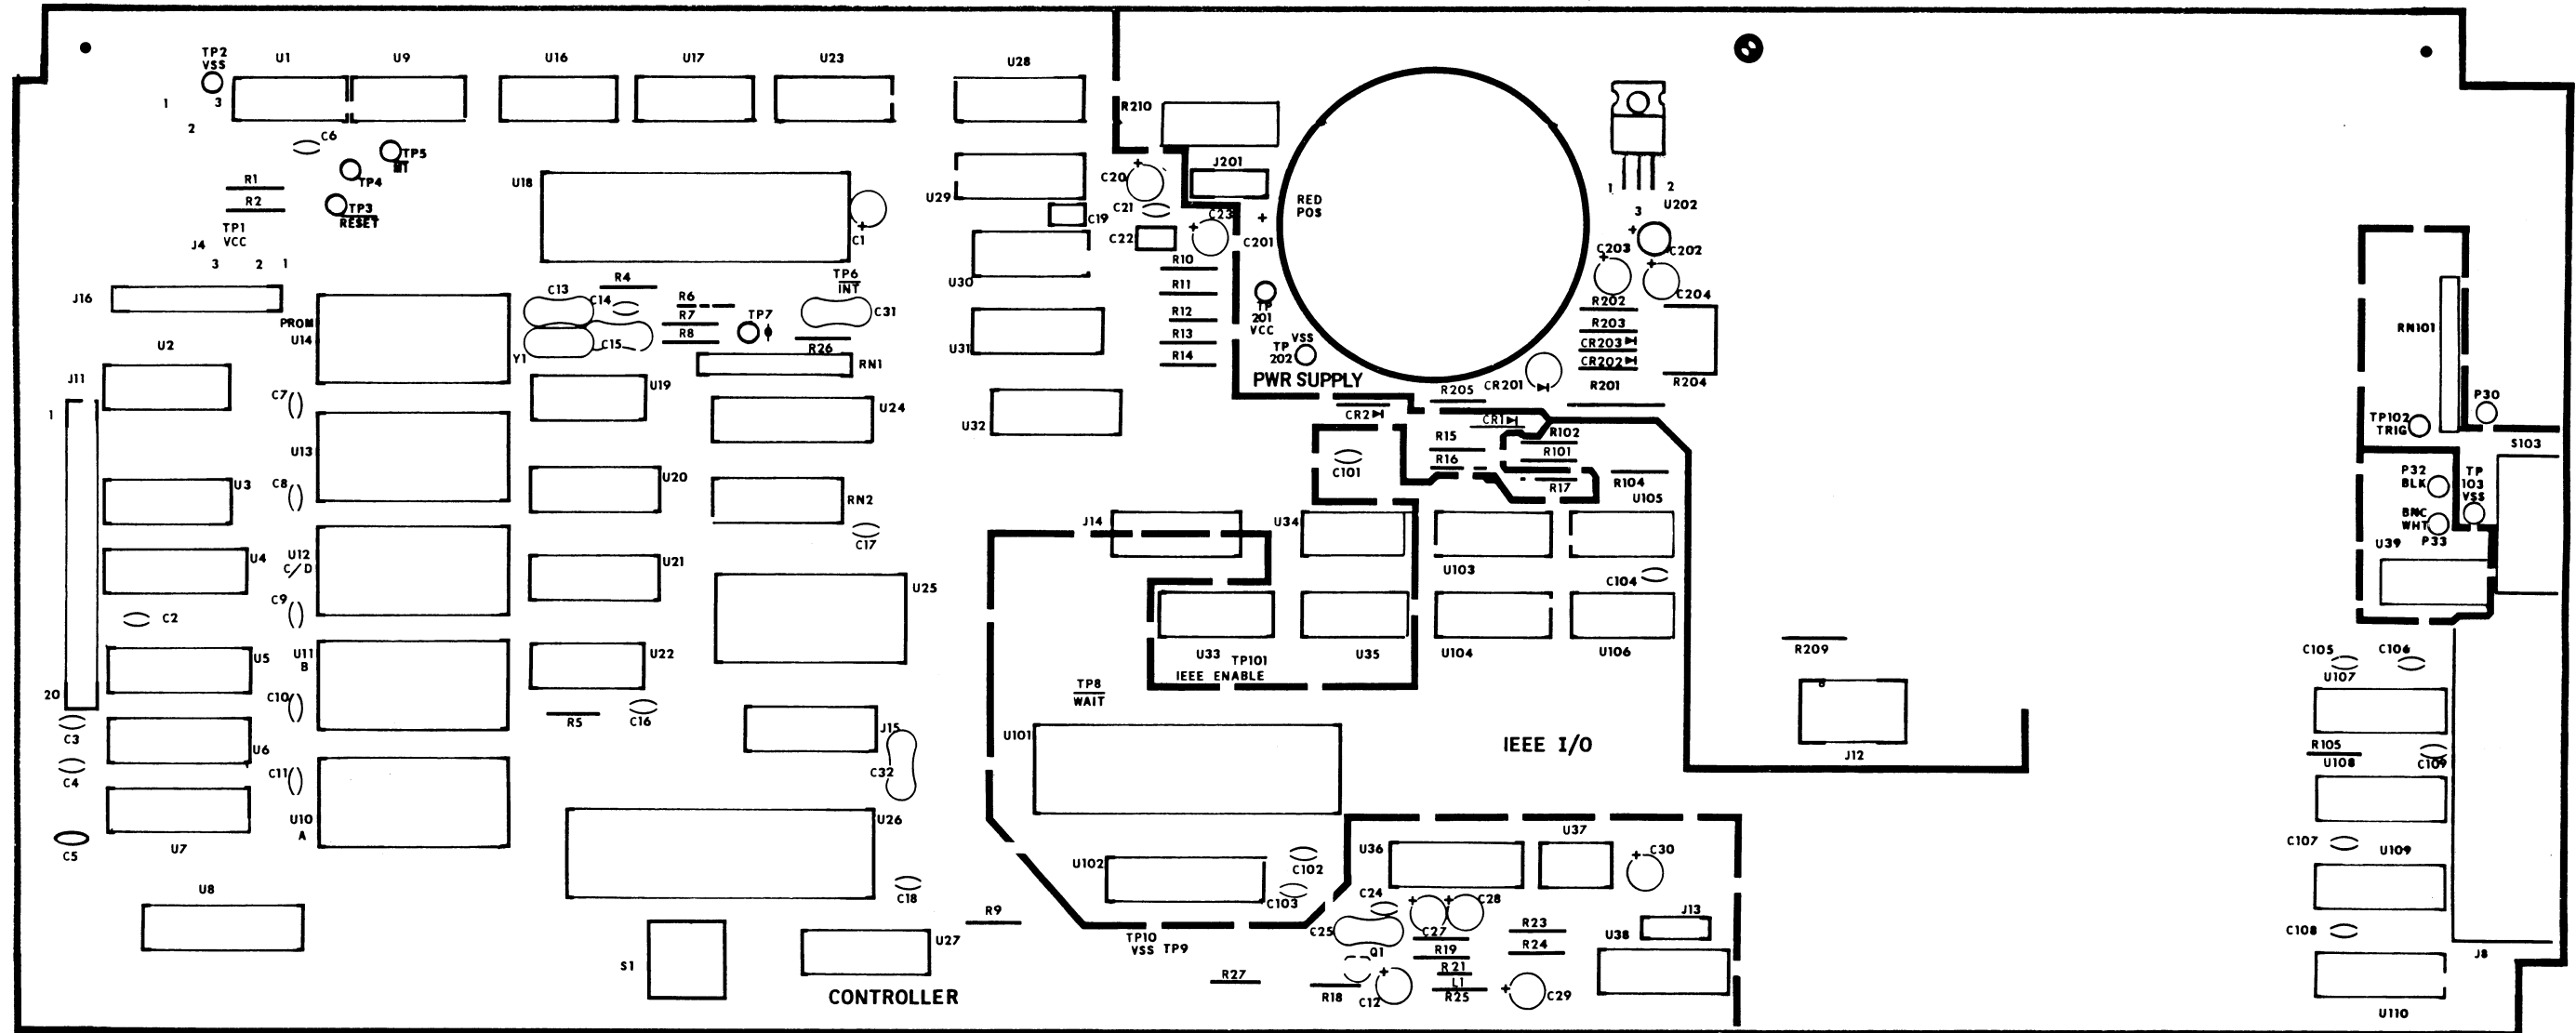 TP2
VSS
U1
U9
U16
U17
U23
U28
1
3
2
R210
C6
TP5
TP4
R1
R2
TP3
RESET
TP1
VCC
J4
3 2 1
J16
U18
C1
U29
C19
C20
C21
C22
C23
J201
RED
POS
+
C201
1
2
3
U202
C203
C202
C204
R10
R11
R12
R13
R14
U30
U31
U32
TP
201
VCC
VSS
TP
202
PWR SUPPLY
R202
R203
CR203
CR202
R201
R204
CR201
R205
CR2
CR1
R15
R16
R102
R101
R17
R104
U105
C101
PROM
U14
C13
C14
C15
Y1
R4
R6
R7
R8
TP7
TP6
INT
C31
R26
RN1
U2
J11
1
20
C7
U13
C8
U12
C/D
C9
U11
B
C10
C11
U10
A
U3
U4
C2
U5
U6
U7
U8
C3
C4
C5
U19
U20
U21
U22
R5
C16
U24
RN2
C17
U25
J15
C32
U26
C18
U27
S1
R9
CONTROLLER
J14
U34
U103
C104
U33
TP101
IEEE ENABLE
U35
U104
U106
TP8
WAIT
U101
IEEE I/O
U102
C102
C103
TP10
VSS TP9
R27
U36
U37
C30
C24
C25
C27
C28
Q1
C12
R18
R19
R21
L1
R25
R23
R24
C29
J13
U38
R209
8
J12
RN101
P30
TP102
TRIG
S103
P32
BLK
TP
103
VSS
BNC
WHT
P33
U39
C105
C106
U107
R105
U108
C109
C107
U109
C108
U110
J8